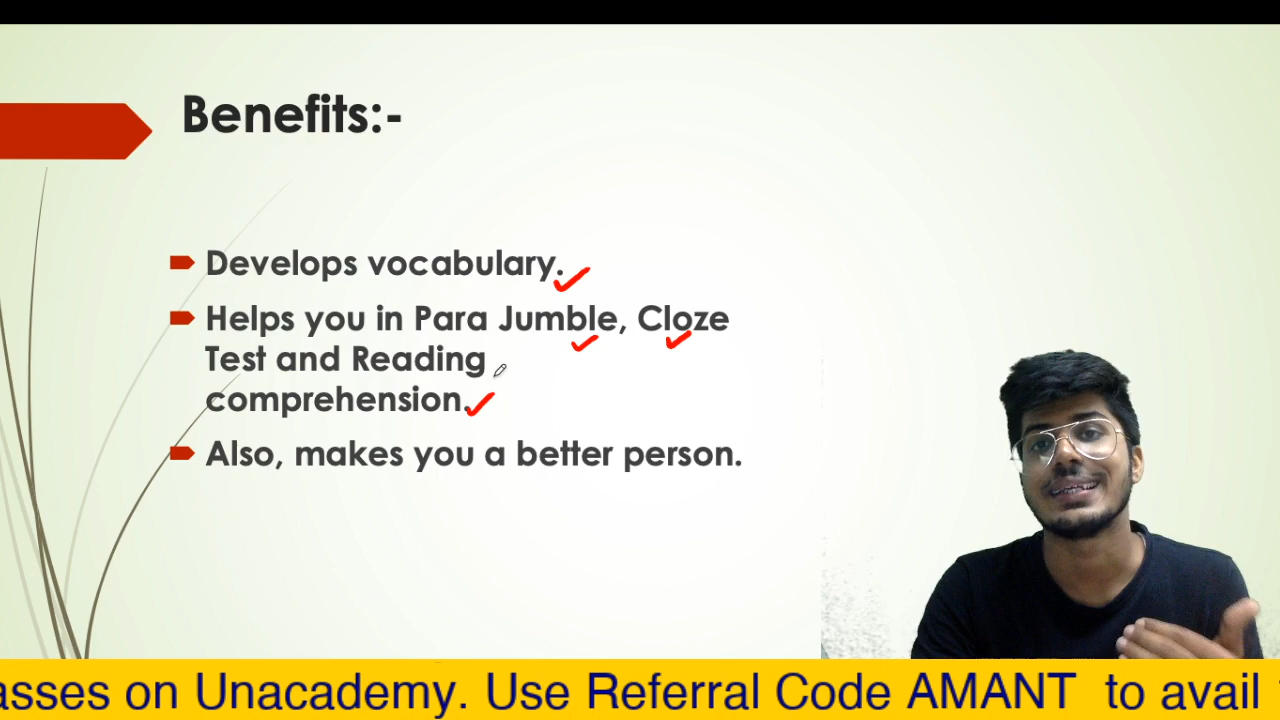 Benefits:-
Develops vocabulary.
Helps you in Para Jumble, Cloze
Test and Reading
comprehension.
Also, makes you a better person.
asses on Unacademy. Use Referral Code AMANT to avail